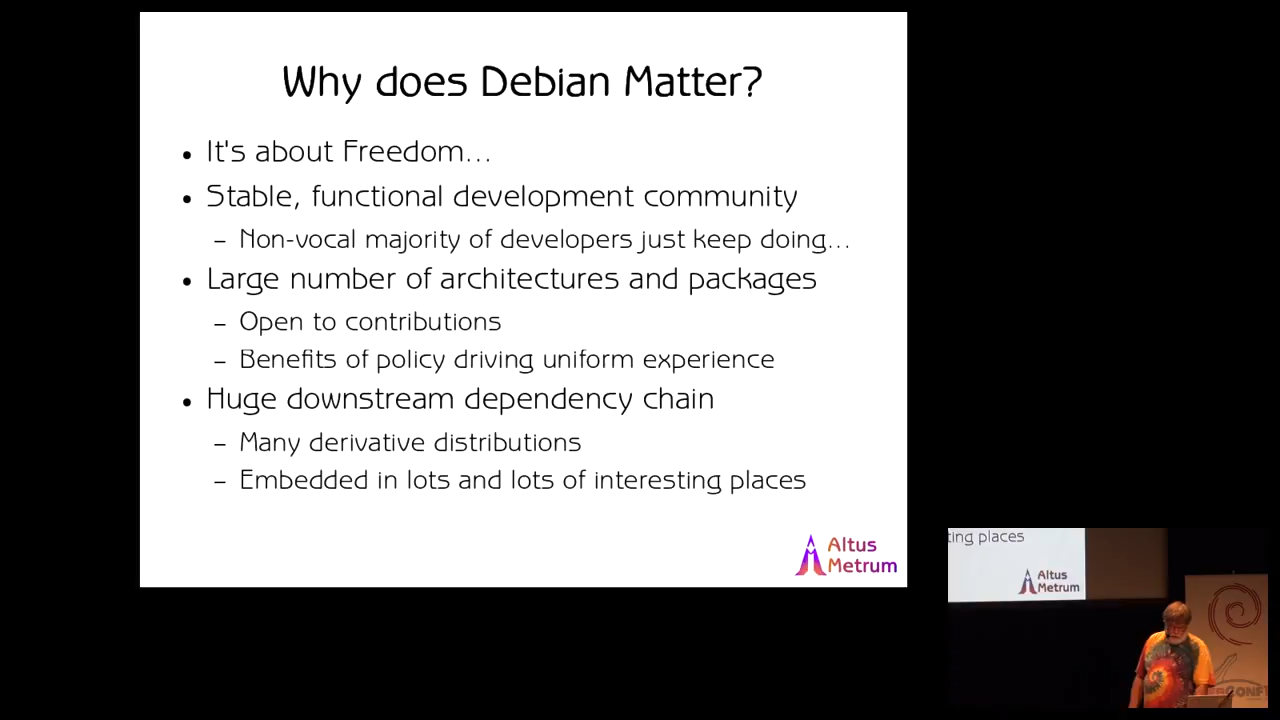 Why does Debian Matter?
• It's about Freedom...
• Stable, functional development community
– Non-vocal majority of developers just keep doing...
• Large number of architectures and packages
– Open to contributions
– Benefits of policy driving uniform experience
• Huge downstream dependency chain
– Many derivative distributions
– Embedded in lots and lots of interesting places
Altus
Metrum
ting places
Altus
Metrum